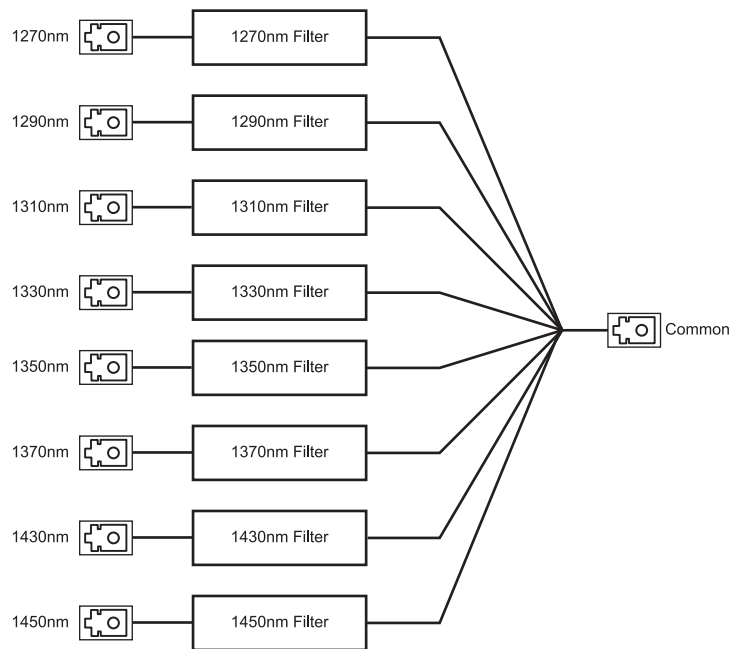 1270nm 1270nm Filter
1290nm 1290nm Filter
1310nm 1310nm Filter
1330nm 1330nm Filter
Common
1350nm 1350nm Filter
1370nm 1370nm Filter
1430nm 1430nm Filter
1450nm 1450nm Filter